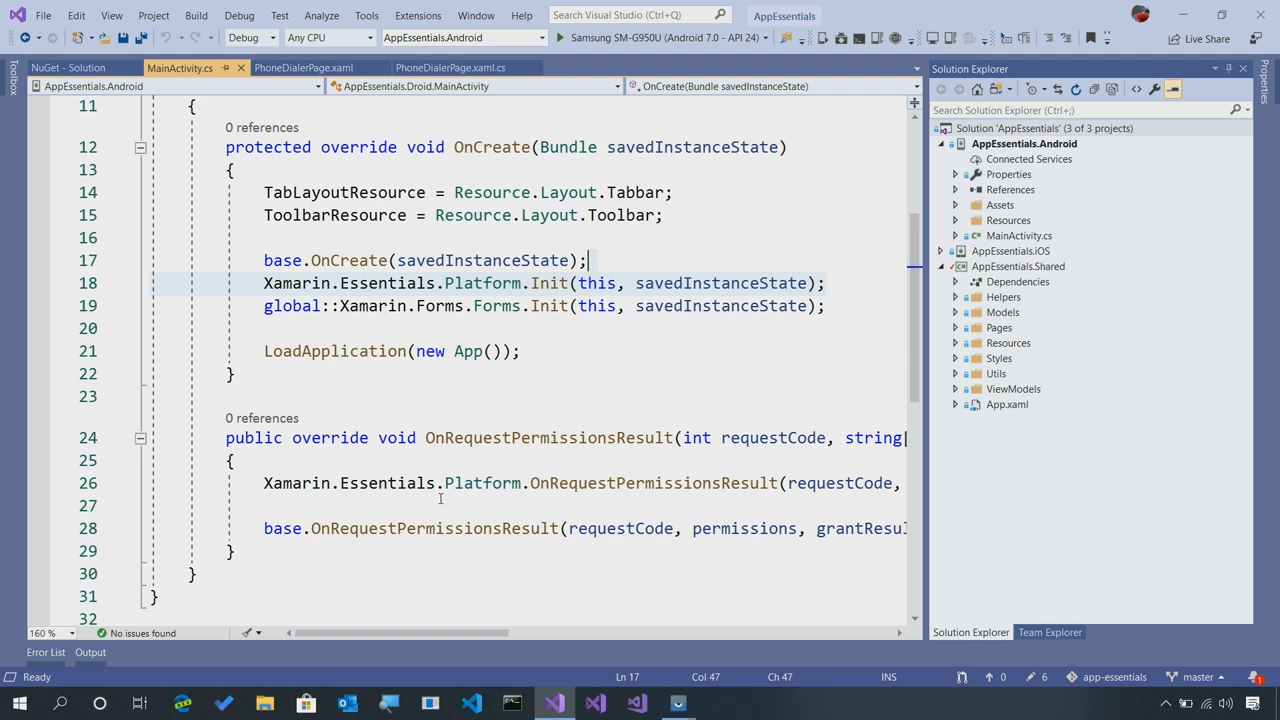 File Edit View Project Build Debug Test Analyze Tools Extensions Window Help Search Visual Studio AppEssentials
Debug Any CPU AppEssentials.Android Samsung SM-G950U (Android 7.0 - API 24) Live Share
Toolbox
NuGet - Solution MainActivity.cs PhoneDialerPage.xaml PhoneDialerPage.xaml.cs
AppEssentials.Android AppEssentials.Droid.MainActivity OnCreate(Bundle savedInstanceState)
11 {
0 references
12 protected override void OnCreate(Bundle savedInstanceState)
13 {
14 TabLayoutResource = Resource.Layout.Tabbar;
15 ToolbarResource = Resource.Layout.Toolbar;
16
17 base.OnCreate(savedInstanceState);
18 Xamarin.Essentials.Platform.Init(this, savedInstanceState);
19 global::Xamarin.Forms.Forms.Init(this, savedInstanceState);
20
21 LoadApplication(new App());
22 }
23
0 references
24 public override void OnRequestPermissionsResult(int requestCode, string[
25 {
26 Xamarin.Essentials.Platform.OnRequestPermissionsResult(requestCode,
27
28 base.OnRequestPermissionsResult(requestCode, permissions, grantResul
29 }
30 }
31 }
32
160 % No issues found
Solution Explorer
Search Solution Explorer (Ctrl+;)
Solution 'AppEssentials' (3 of 3 projects)
AppEssentials.Android
Connected Services
Properties
References
Assets
Resources
MainActivity.cs
AppEssentials.iOS
AppEssentials.Shared
Dependencies
Helpers
Models
Pages
Resources
Styles
Utils
ViewModels
App.xaml
Solution Explorer Team Explorer
Properties
Error List Output
Ready Ln 17 Col 47 Ch 47 INS 0 6 app-essentials master 1